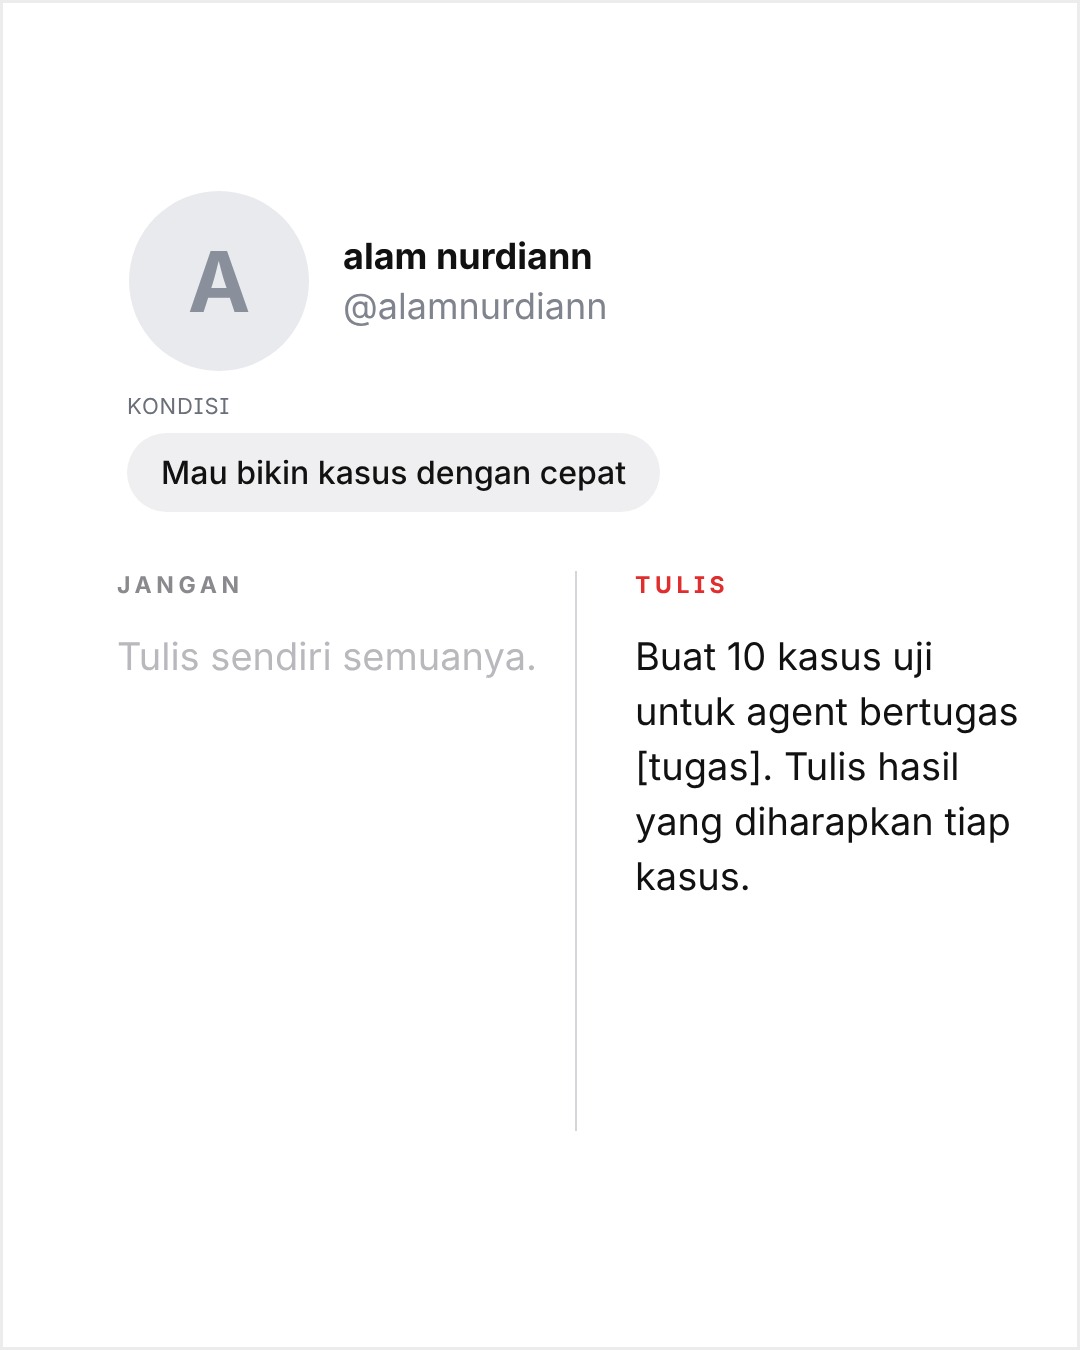 A
alam nurdiann
@alamnurdiann
KONDISI
Mau bikin kasus dengan cepat
JANGAN
Tulis sendiri semuanya.
TULIS
Buat 10 kasus uji
untuk agent bertugas
[tugas]. Tulis hasil
yang diharapkan tiap
kasus.